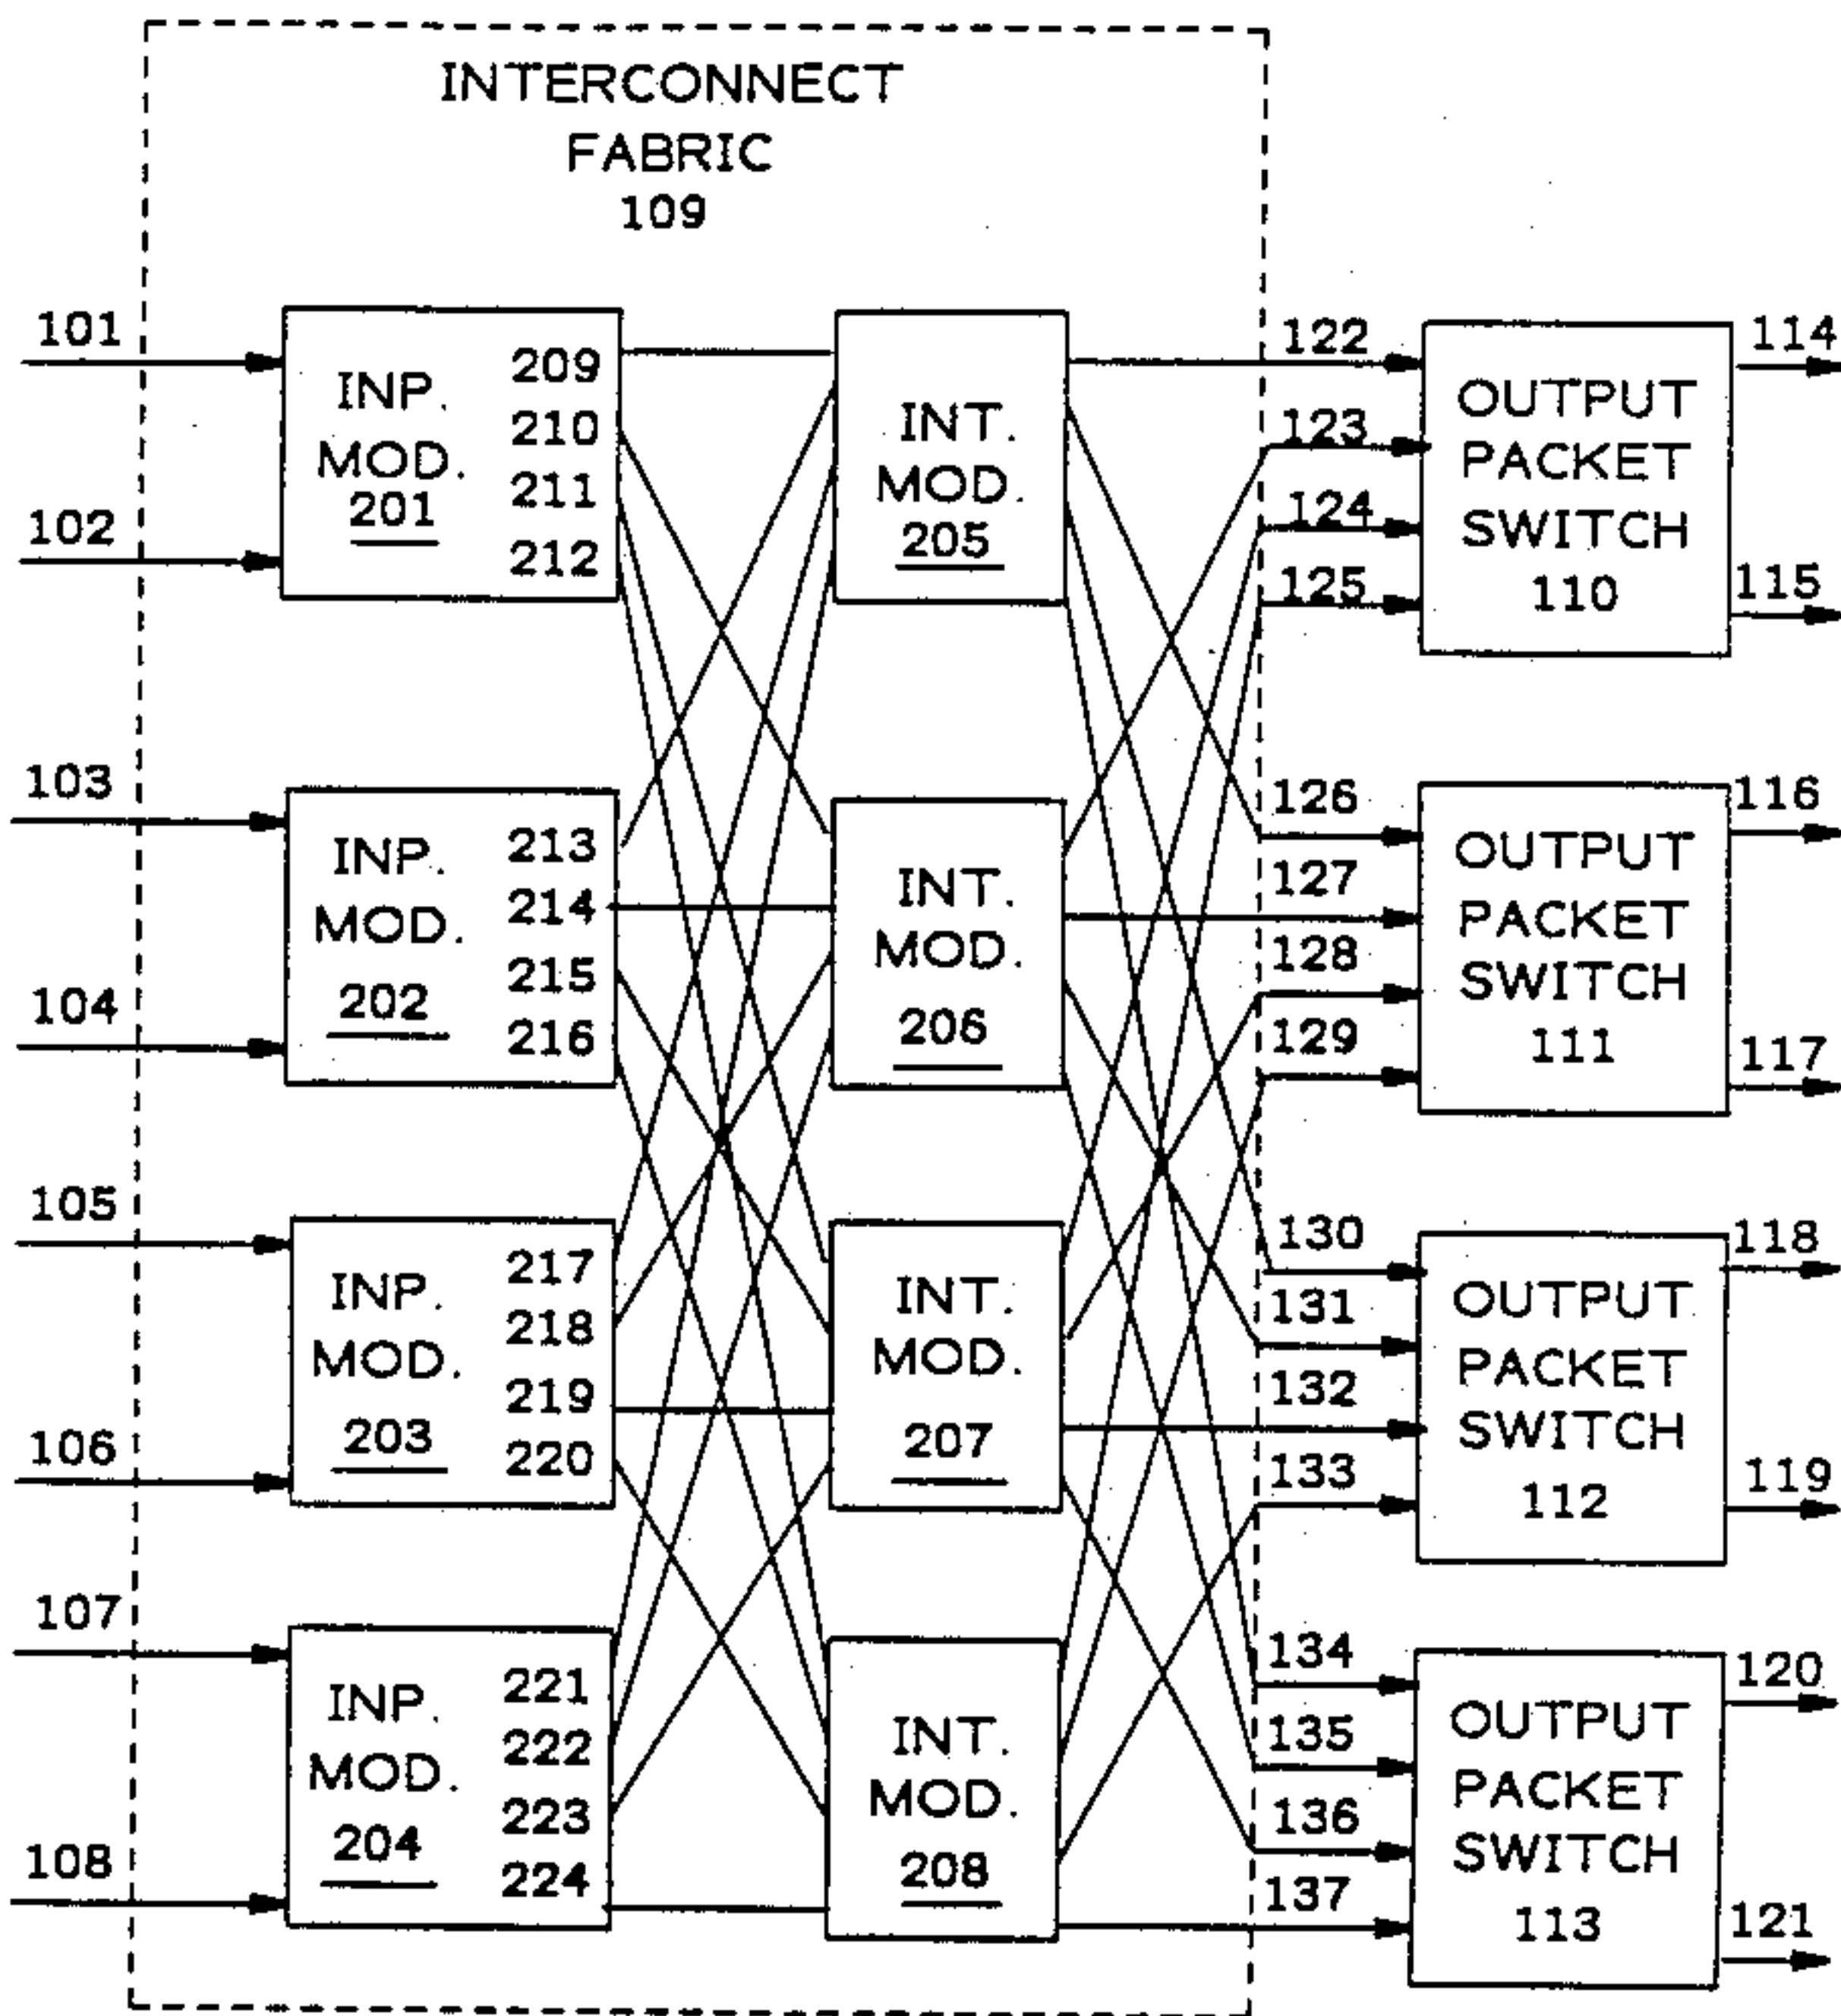 INTERCONNECT
FABRIC
109
101
102
INP.
MOD.
201
209
210
211
212
INT.
MOD.
205
122
123
124
125
OUTPUT
PACKET
SWITCH
110
114
115
103
104
INP.
MOD.
202
213
214
215
216
INT.
MOD.
206
126
127
128
129
OUTPUT
PACKET
SWITCH
111
116
117
105
106
INP.
MOD.
203
217
218
219
220
INT.
MOD.
207
130
131
132
133
OUTPUT
PACKET
SWITCH
112
118
119
107
108
INP.
MOD.
204
221
222
223
224
INT.
MOD.
208
134
135
136
137
OUTPUT
PACKET
SWITCH
113
120
121